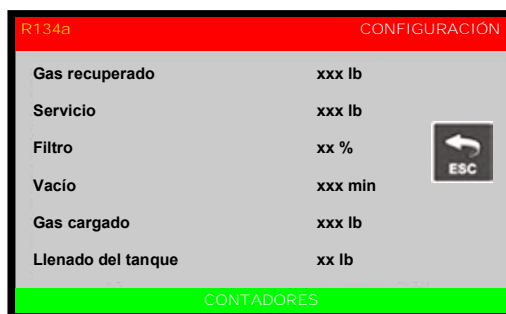 R134a CONFIGURACIÓN
Gas recuperado xxx lb
Servicio xxx lb
Filtro xx %
ESC
Vacío xxx min
Gas cargado xxx lb
Llenado del tanque xx lb
CONTADORES